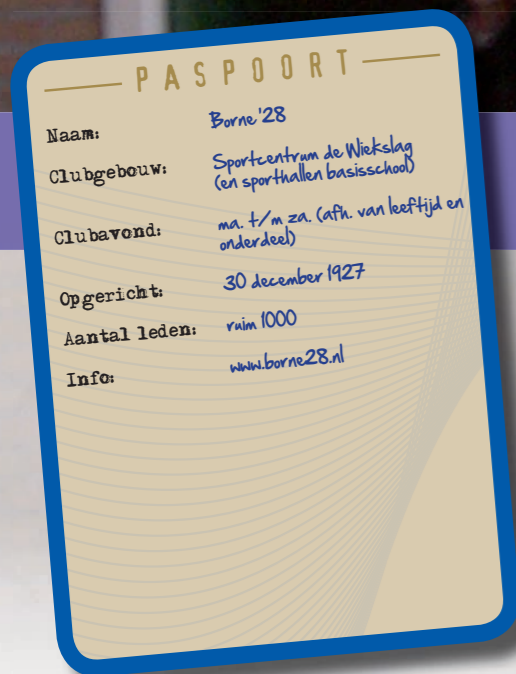 PASPOORT
Naam: Borne '28
Clubgebouw: Sportcentrum de Wiekslag
(en sporthallen basisschool)
Clubavond: ma. t/m za. (afh. van leeftijd en
onderdeel)
Opgericht: 30 december 1927
Aantal leden: ruim 1000
Info: www.borne28.nl